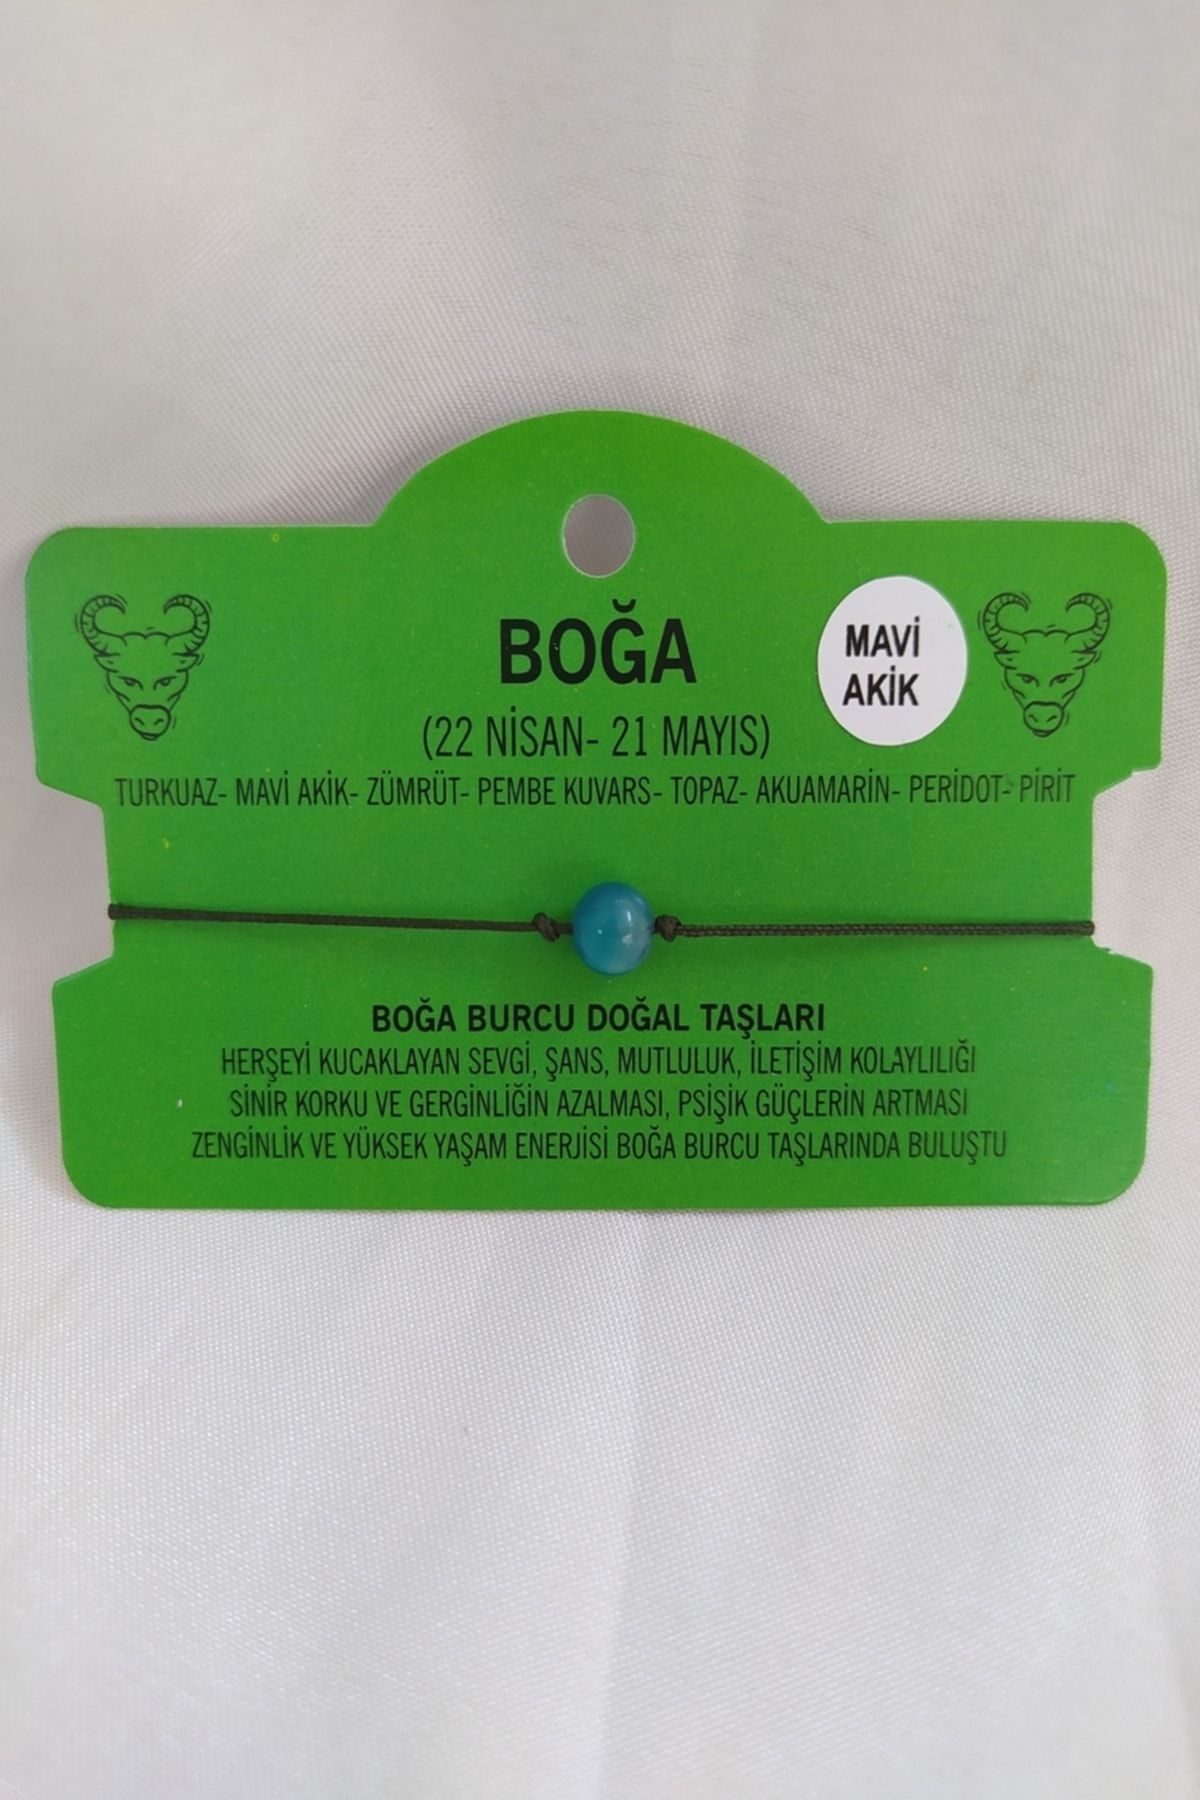 BOĞA
MAVİ
AKİK
(22 NİSAN- 21 MAYIS)
TURKUAZ- MAVİ AKİK- ZÜMRÜT- PEMBE KUVARS- TOPAZ- AKUAMARİN- PERİDOT- PİRİT
BOĞA BURCU DOĞAL TAŞLARI
HERŞEYİ KUCAKLAYAN SEVGİ, ŞANS, MUTLULUK, İLETİŞİM KOLAYLILIĞI
SİNİR KORKU VE GERGİNLİĞİN AZALMASI, PSİŞİK GÜÇLERİN ARTMASI
ZENGİNLİK VE YÜKSEK YAŞAM ENERJİSİ BOĞA BURCU TAŞLARINDA BULUŞTU